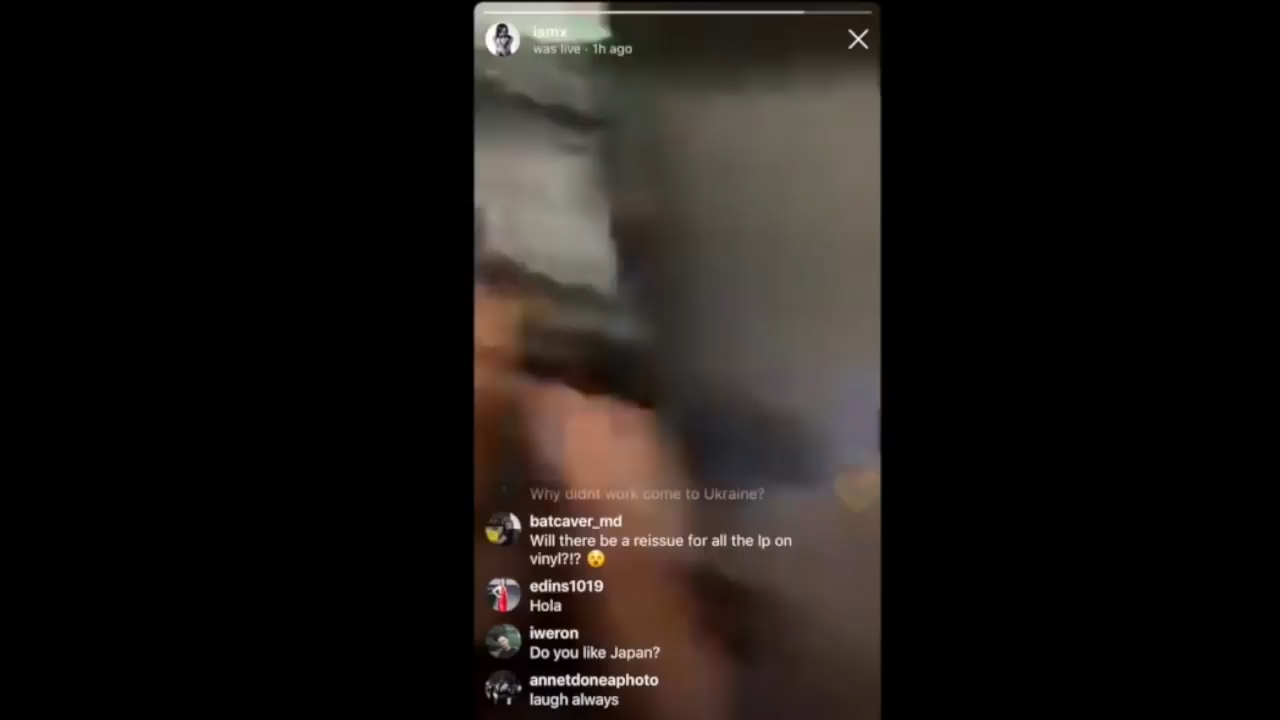 iamx
was live · 1h ago
Why didnt work come to Ukraine?
batcaver_md
Will there be a reissue for all the lp on
vinyl?!? 😮
edins1019
Hola
iweron
Do you like Japan?
annetdoneaphoto
laugh always